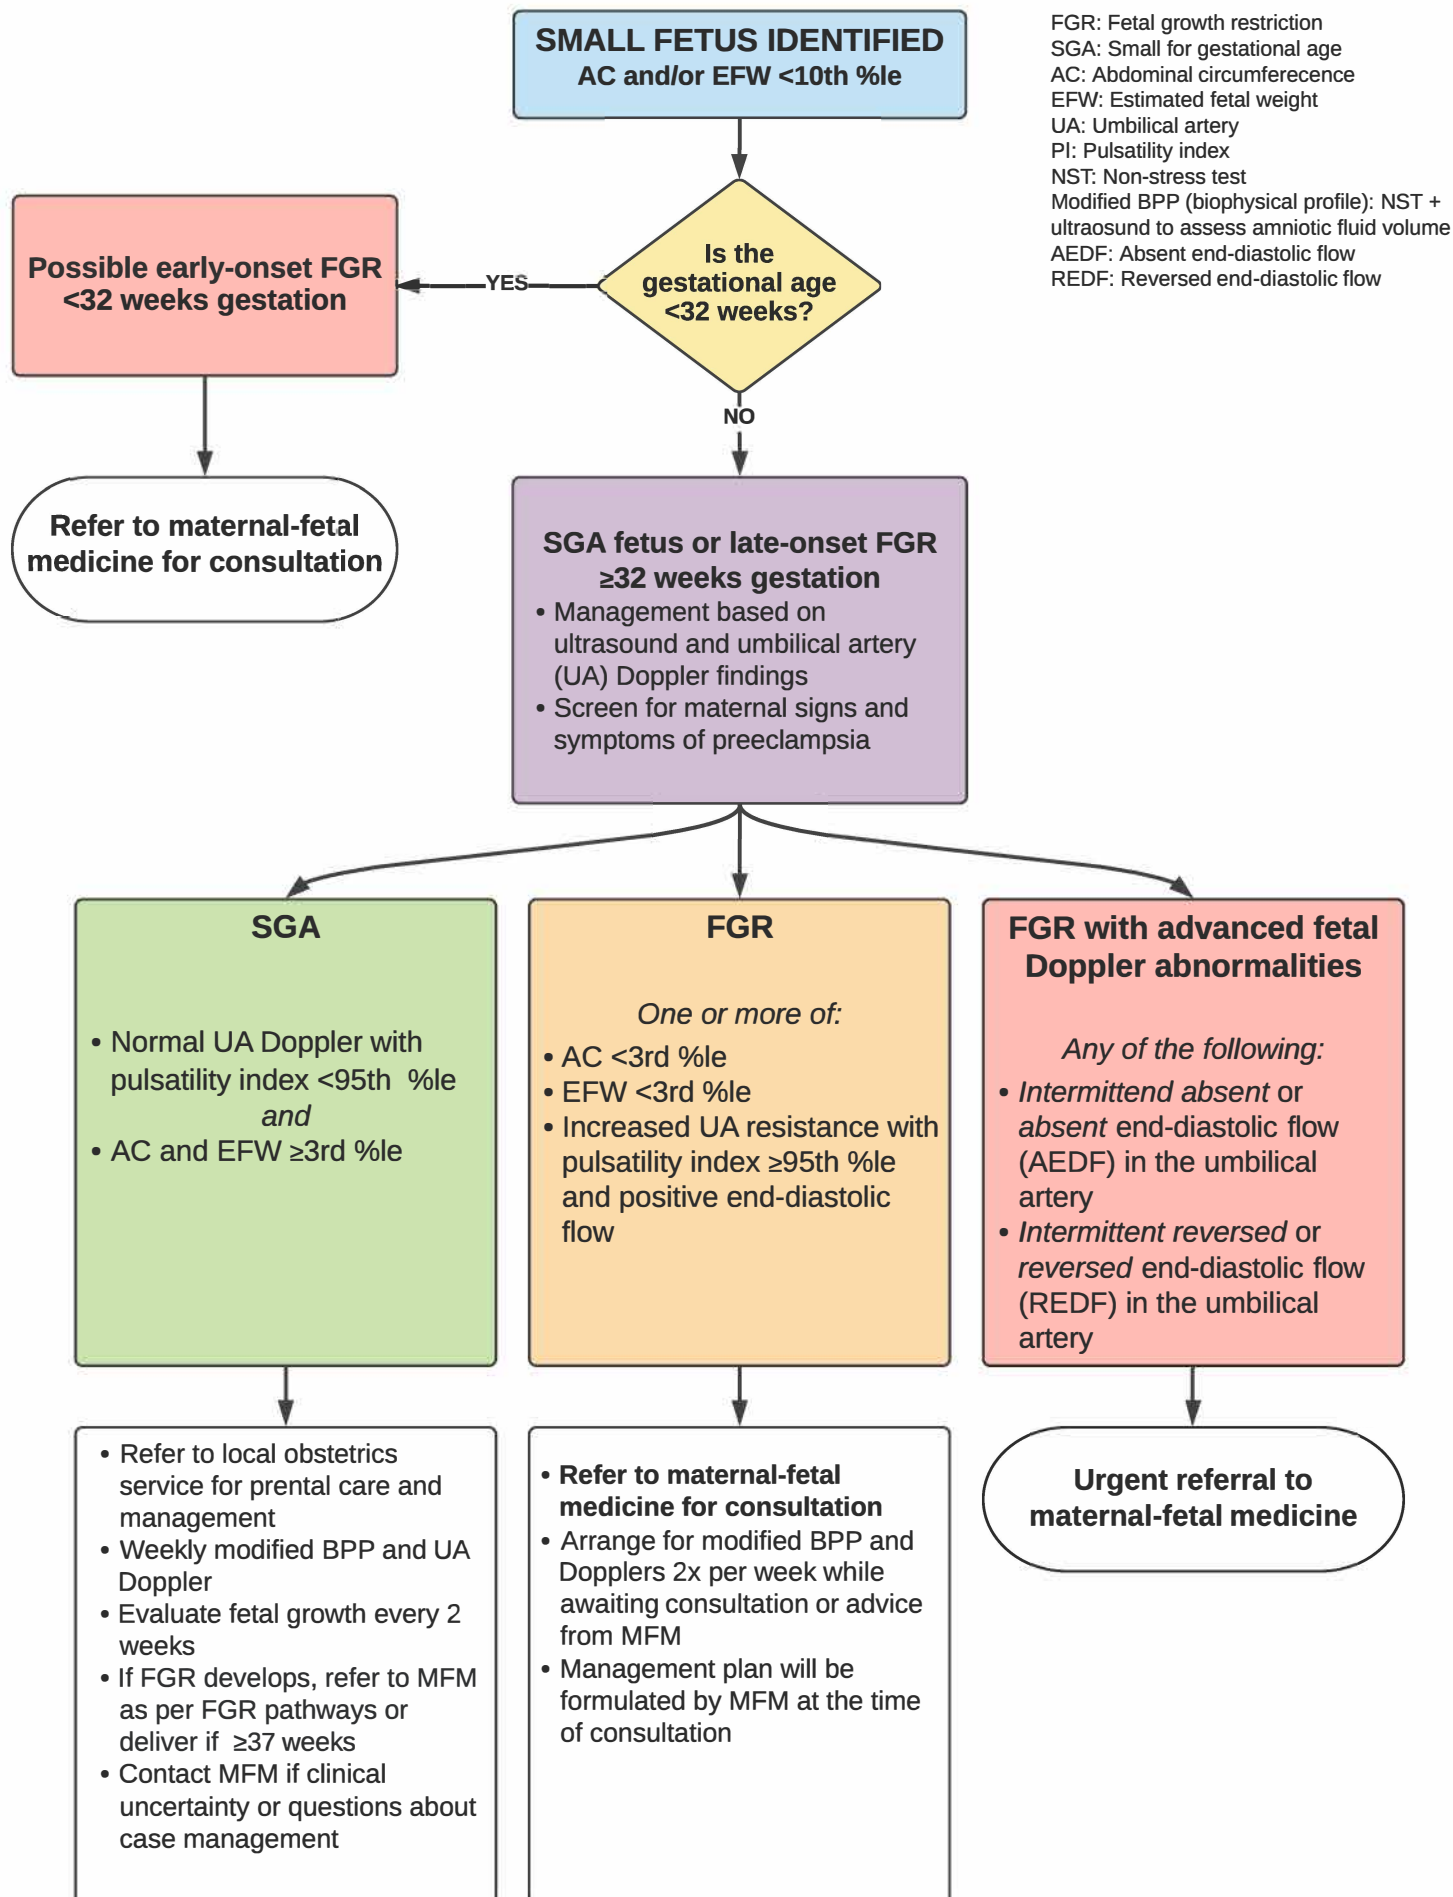 SMALL FETUS IDENTIFIED
AC and/or EFW <10th %le
FGR: Fetal growth restriction
SGA: Small for gestational age
AC: Abdominal circumferecence
EFW: Estimated fetal weight
UA: Umbilical artery
PI: Pulsatility index
NST: Non-stress test
Modified BPP (biophysical profile): NST +
ultraosund to assess amniotic fluid volume
AEDF: Absent end-diastolic flow
REDF: Reversed end-diastolic flow
Is the
gestational age
<32 weeks?
YES
Possible early-onset FGR
<32 weeks gestation
Refer to maternal-fetal
medicine for consultation
NO
SGA fetus or late-onset FGR
≥32 weeks gestation
• Management based on
ultrasound and umbilical artery
(UA) Doppler findings
• Screen for maternal signs and
symptoms of preeclampsia
SGA
• Normal UA Doppler with
pulsatility index <95th %le
and
• AC and EFW ≥3rd %le
FGR
One or more of:
• AC <3rd %le
• EFW <3rd %le
• Increased UA resistance with
pulsatility index ≥95th %le
and positive end-diastolic
flow
FGR with advanced fetal
Doppler abnormalities
Any of the following:
• Intermittend absent or
absent end-diastolic flow
(AEDF) in the umbilical
artery
• Intermittent reversed or
reversed end-diastolic flow
(REDF) in the umbilical
artery
• Refer to local obstetrics
service for prental care and
management
• Weekly modified BPP and UA
Doppler
• Evaluate fetal growth every 2
weeks
• If FGR develops, refer to MFM
as per FGR pathways or
deliver if ≥37 weeks
• Contact MFM if clinical
uncertainty or questions about
case management
• Refer to maternal-fetal
medicine for consultation
• Arrange for modified BPP and
Dopplers 2x per week while
awaiting consultation or advice
from MFM
• Management plan will be
formulated by MFM at the time
of consultation
Urgent referral to
maternal-fetal medicine